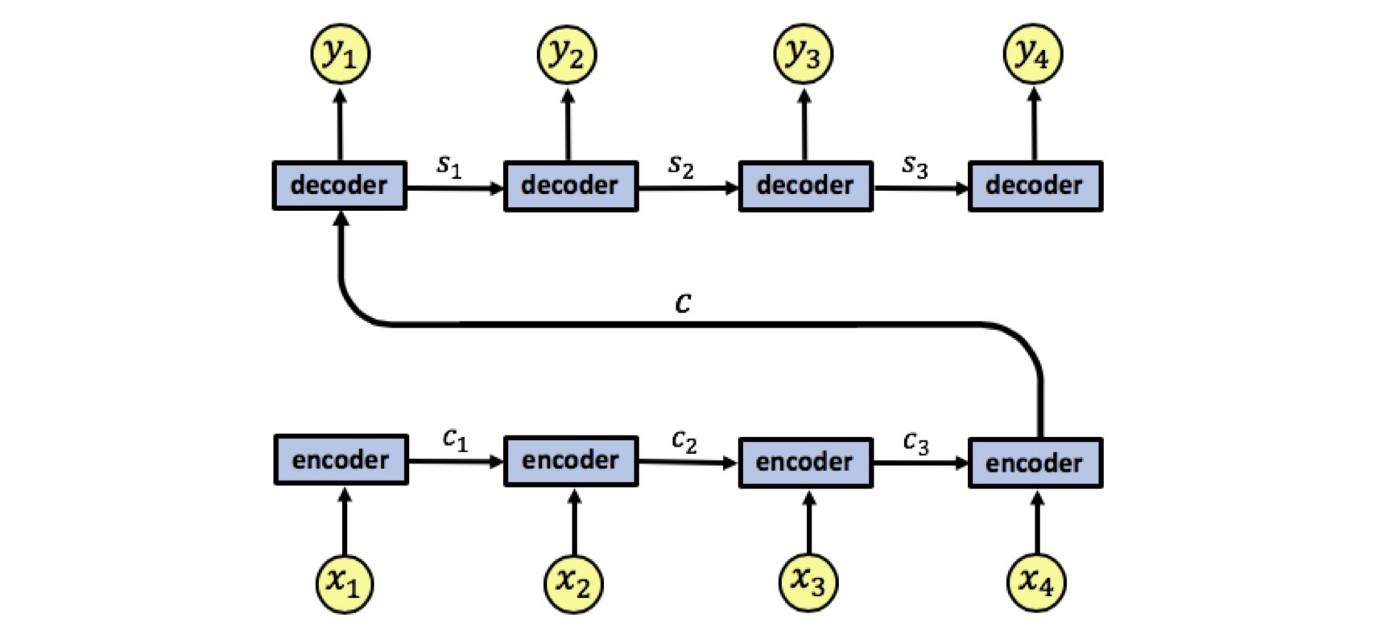 y₁ y₂ y₃ y₄
s₁ s₂ s₃
decoder decoder decoder decoder
c
c₁ c₂ c₃
encoder encoder encoder encoder
x₁ x₂ x₃ x₄